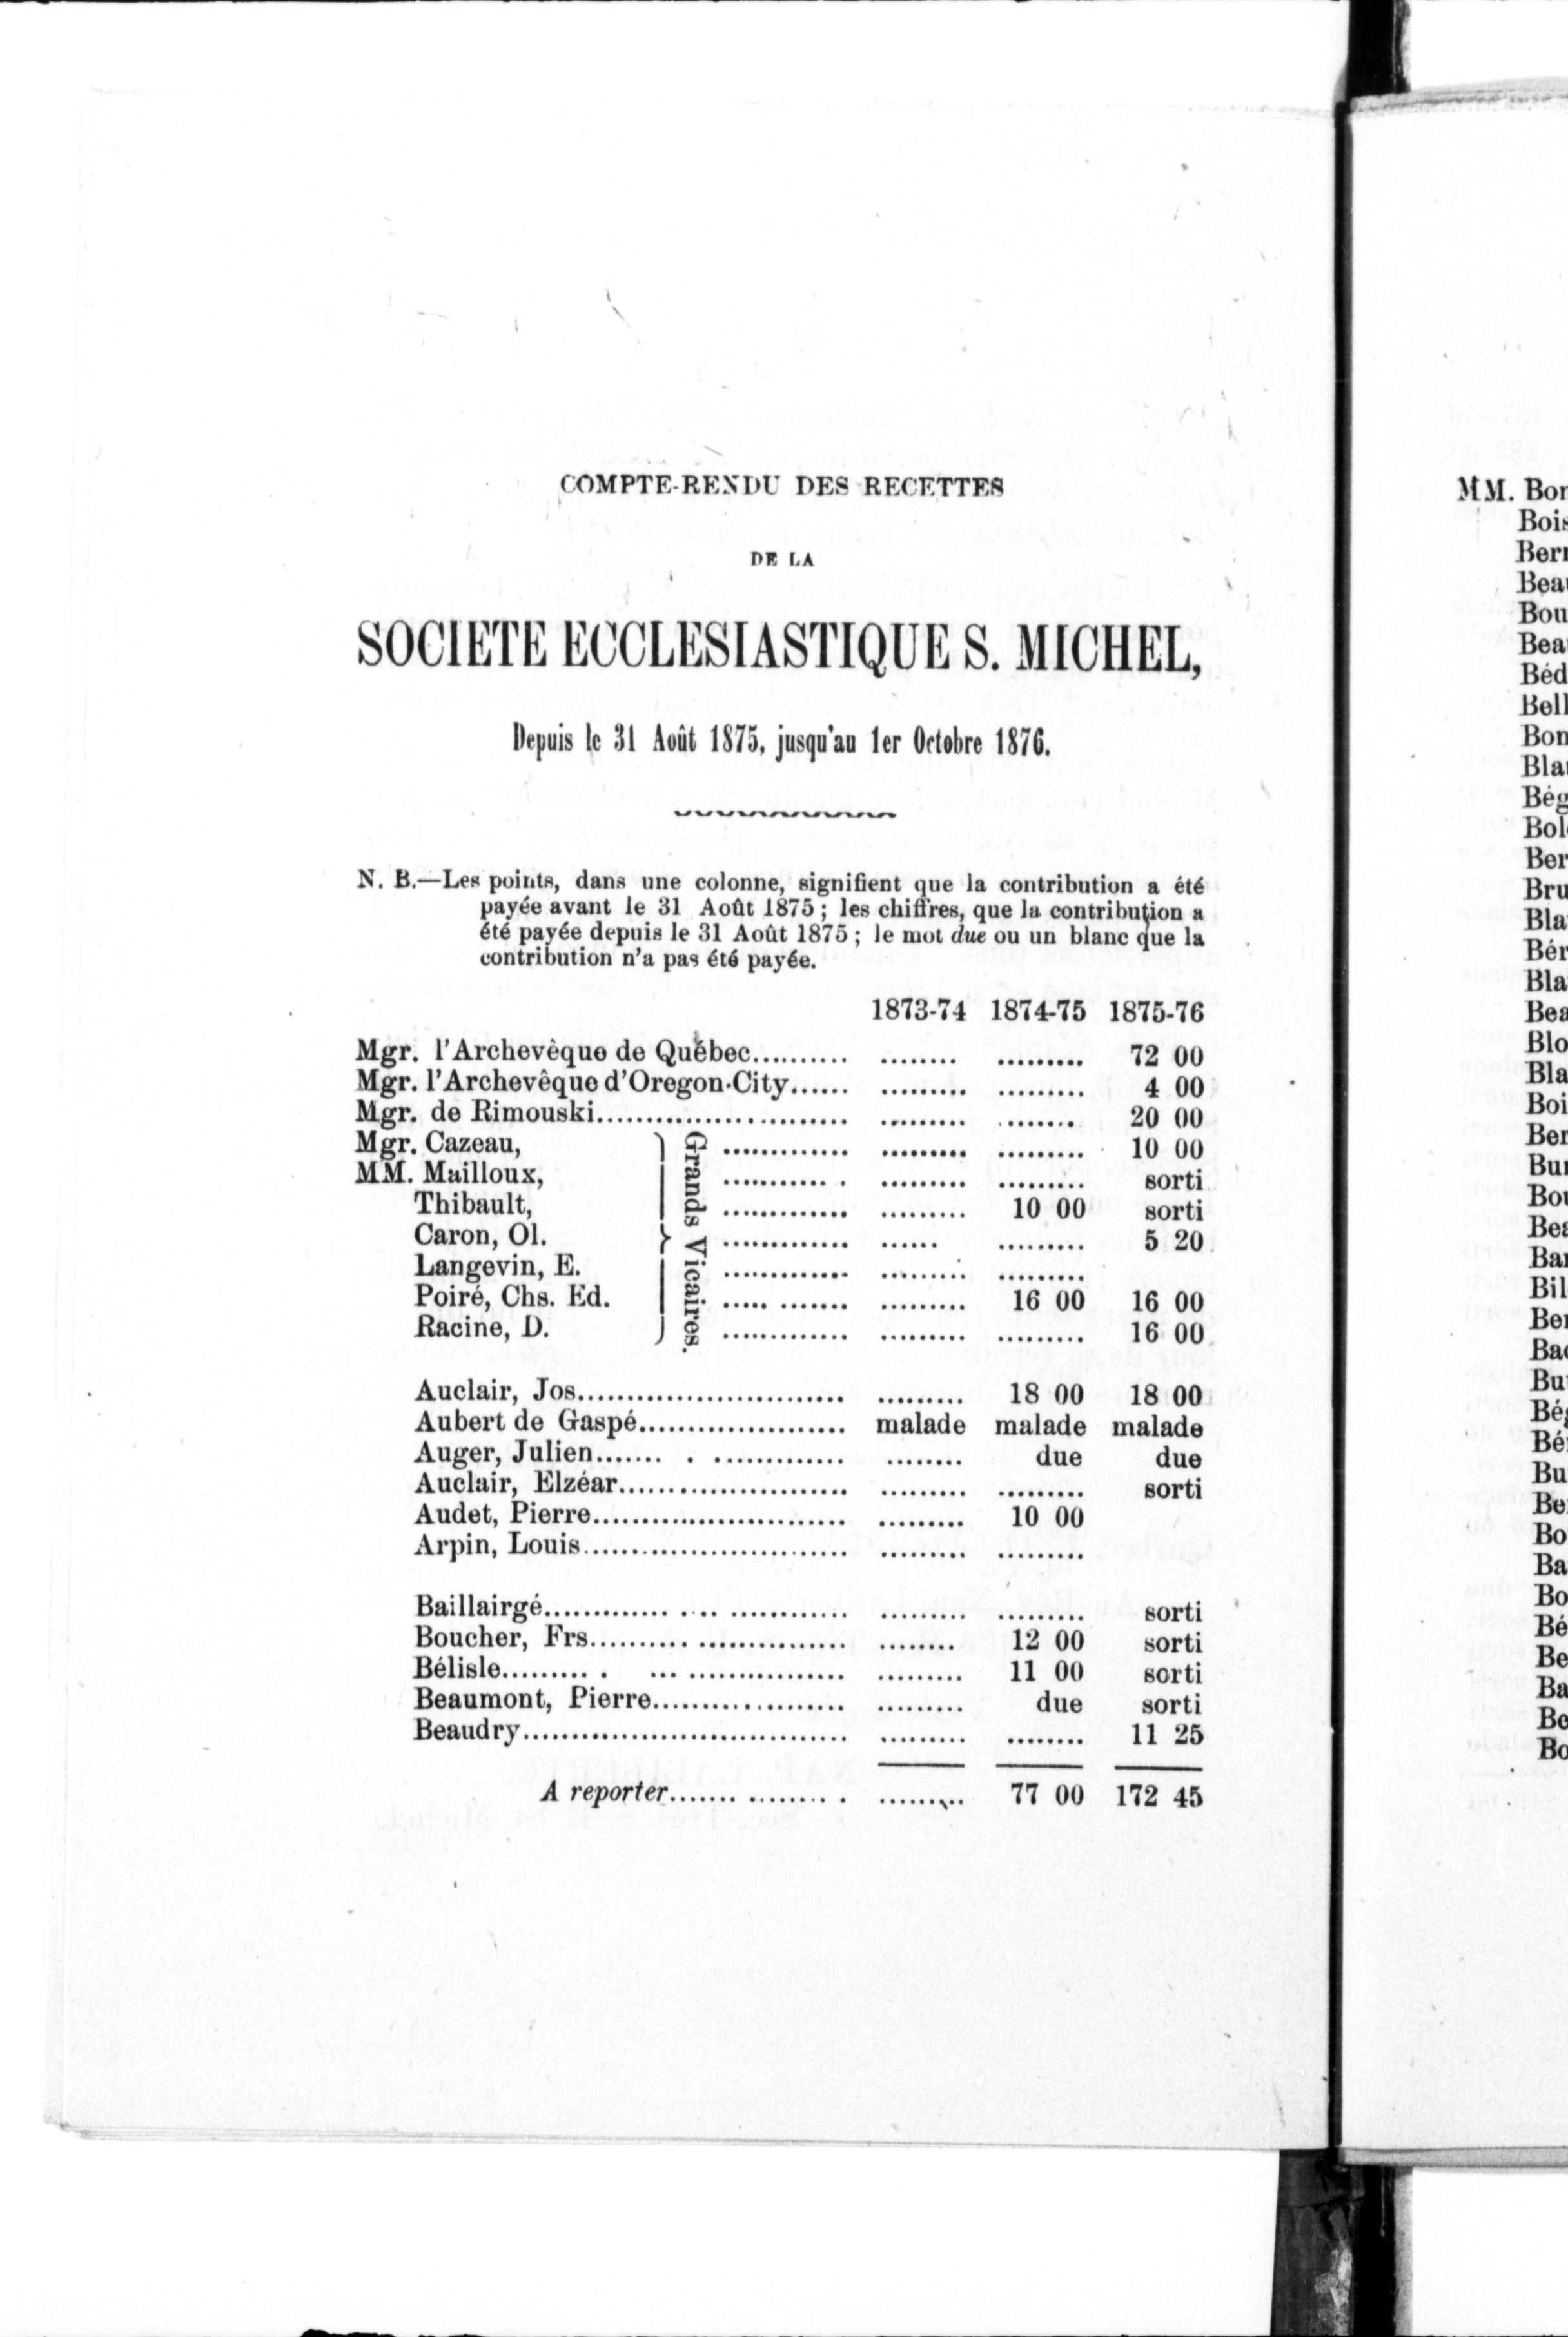 COMPTE-RENDU DES RECETTES
DE LA
SOCIETE ECCLESIASTIQUE S. MICHEL,
Depuis le 31 Août 1875, jusqu'au 1er Octobre 1876.
N. B.—Les points, dans une colonne, signifient que la contribution a été
payée avant le 31 Août 1875 ; les chiffres, que la contribution a
été payée depuis le 31 Août 1875 ; le mot due ou un blanc que la
contribution n'a pas été payée.
1873-74 1874-75 1875-76
Mgr. l'Archevêque de Québec.......... ........ ......... 72 00
Mgr. l'Archevêque d'Oregon-City...... ......... ......... 4 00
Mgr. de Rimouski.......................... ......... ........ 20 00
Grands Vicaires.
Mgr. Cazeau, ............. ......... ......... 10 00
MM. Mailloux, ........... . ......... ......... sorti
Thibault, ............. ......... 10 00 sorti
Caron, Ol. ............. ...... ......... 5 20
Langevin, E. ............. ......... .........
Poiré, Chs. Ed. ..... ....... ......... 16 00 16 00
Racine, D. ............. ......... ......... 16 00
Auclair, Jos........................... ......... 18 00 18 00
Aubert de Gaspé..................... malade malade malade
Auger, Julien....... . ............. ........ due due
Auclair, Elzéar....................... ......... ......... sorti
Audet, Pierre.......................... ......... 10 00
Arpin, Louis........................... ......... .........
Baillairgé............. .... ............ ......... ......... sorti
Boucher, Frs.......... ............... ........ 12 00 sorti
Bélisle......... . ... ................ ......... 11 00 sorti
Beaumont, Pierre.................... ......... due sorti
Beaudry................................. ......... ........ 11 25
A reporter....... ......... . ......... 77 00 172 45
MM. Bor
Bois
Bea
Bou
Bea
Béd
Bell
Bon
Bla
Bég
Bol
Ber
Bru
Bla
Bér
Bla
Bea
Blo
Bla
Boi
Ber
Bu
Bo
Bea
Ba
Bil
Be
Ba
Bu
Bé
Bé
Bu
Be
Bo
Ba
Bo
Bé
Be
Ba
Bo